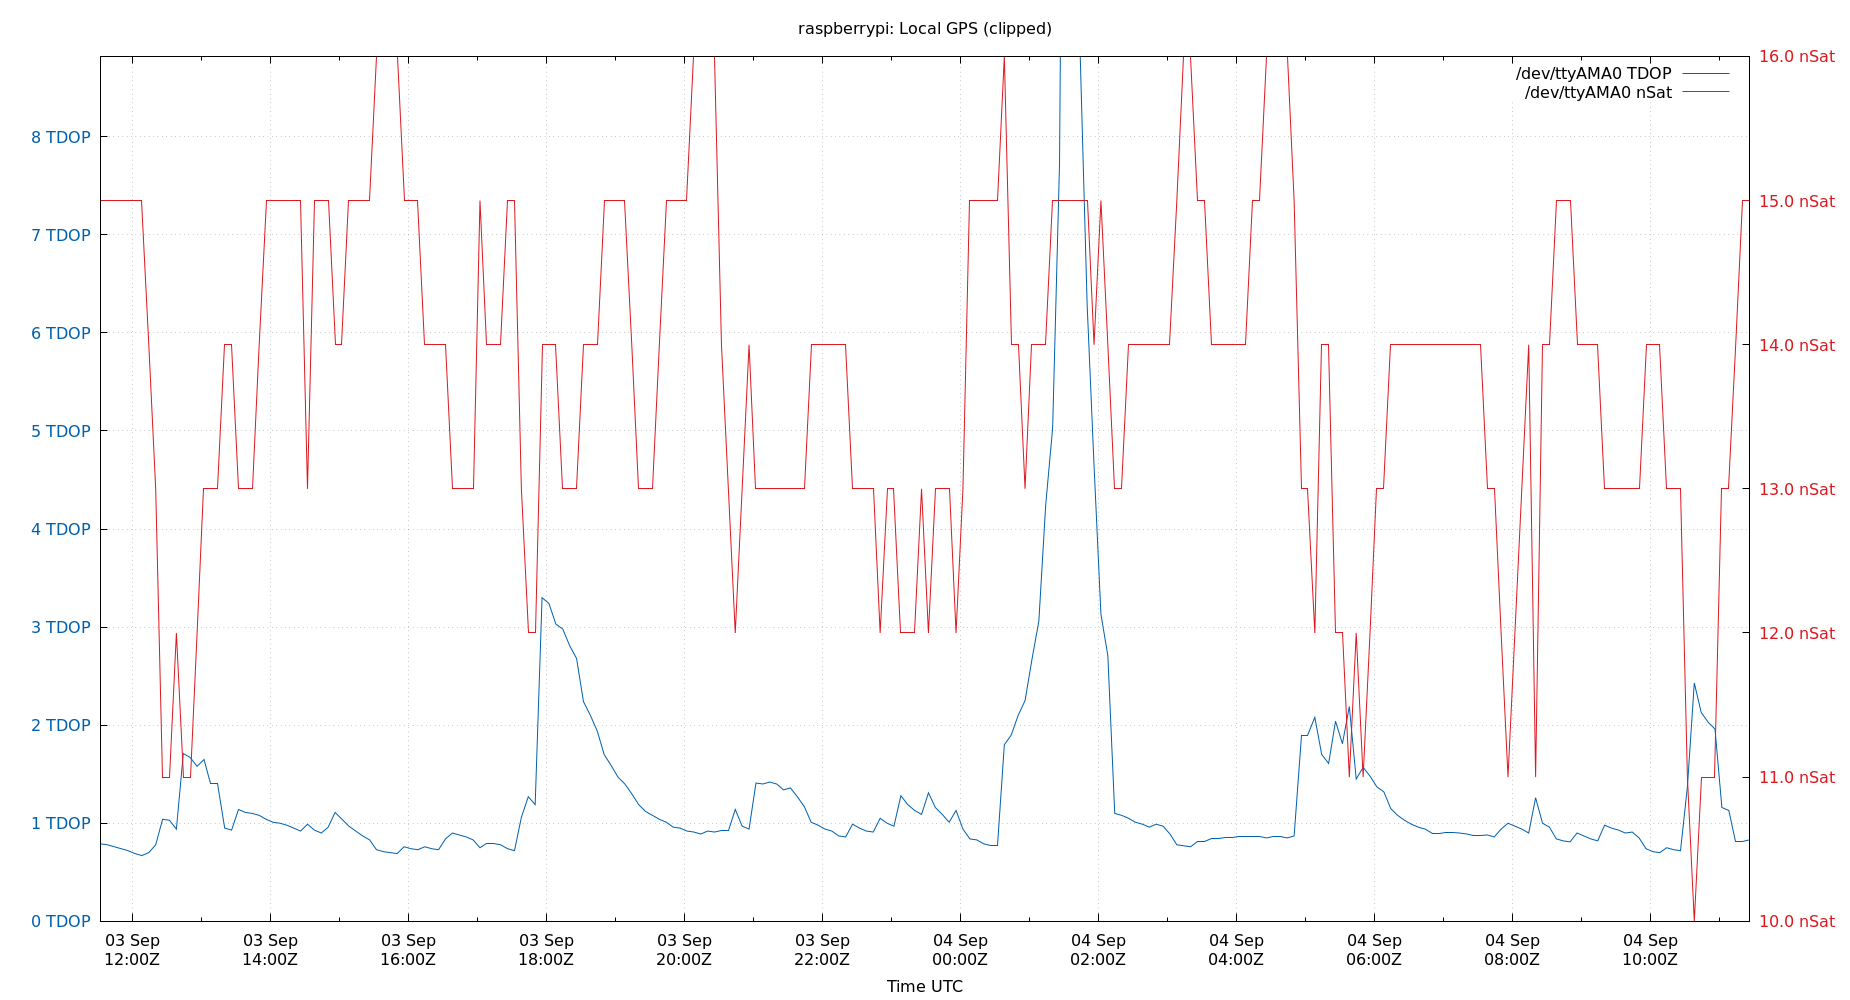 raspberrypi: Local GPS (clipped)
/dev/ttyAMA0 TDOP
/dev/ttyAMA0 nSat
8 TDOP
7 TDOP
6 TDOP
5 TDOP
4 TDOP
3 TDOP
2 TDOP
1 TDOP
0 TDOP
16.0 nSat
15.0 nSat
14.0 nSat
13.0 nSat
12.0 nSat
11.0 nSat
10.0 nSat
03 Sep
12:00Z
03 Sep
14:00Z
03 Sep
16:00Z
03 Sep
18:00Z
03 Sep
20:00Z
03 Sep
22:00Z
04 Sep
00:00Z
04 Sep
02:00Z
04 Sep
04:00Z
04 Sep
06:00Z
04 Sep
08:00Z
04 Sep
10:00Z
Time UTC